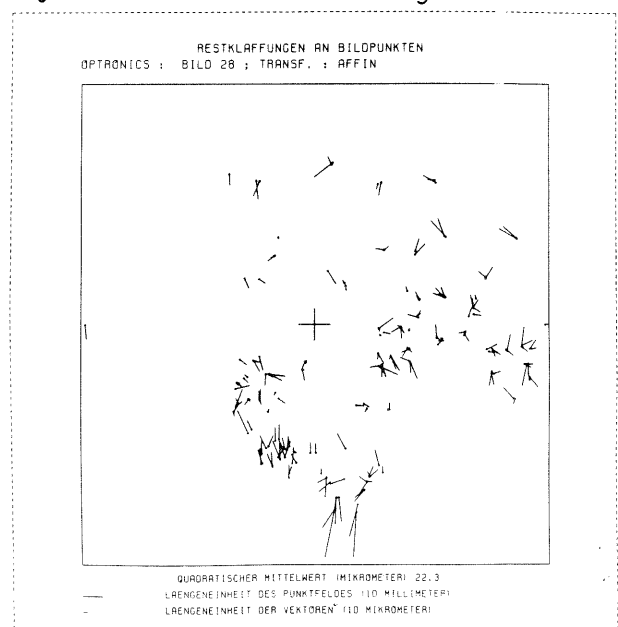 RESTKLAFFUNGEN AN BILDPUNKTEN
OPTRONICS : BILD 28 ; TRANSF. : AFFIN
QUADRATISCHER MITTELWERT (MIKROMETER) 22.3
LAENGENEINHEIT DES PUNKTFELDES (10 MILLIMETER)
LAENGENEINHEIT DER VEKTOREN (10 MIKROMETER)